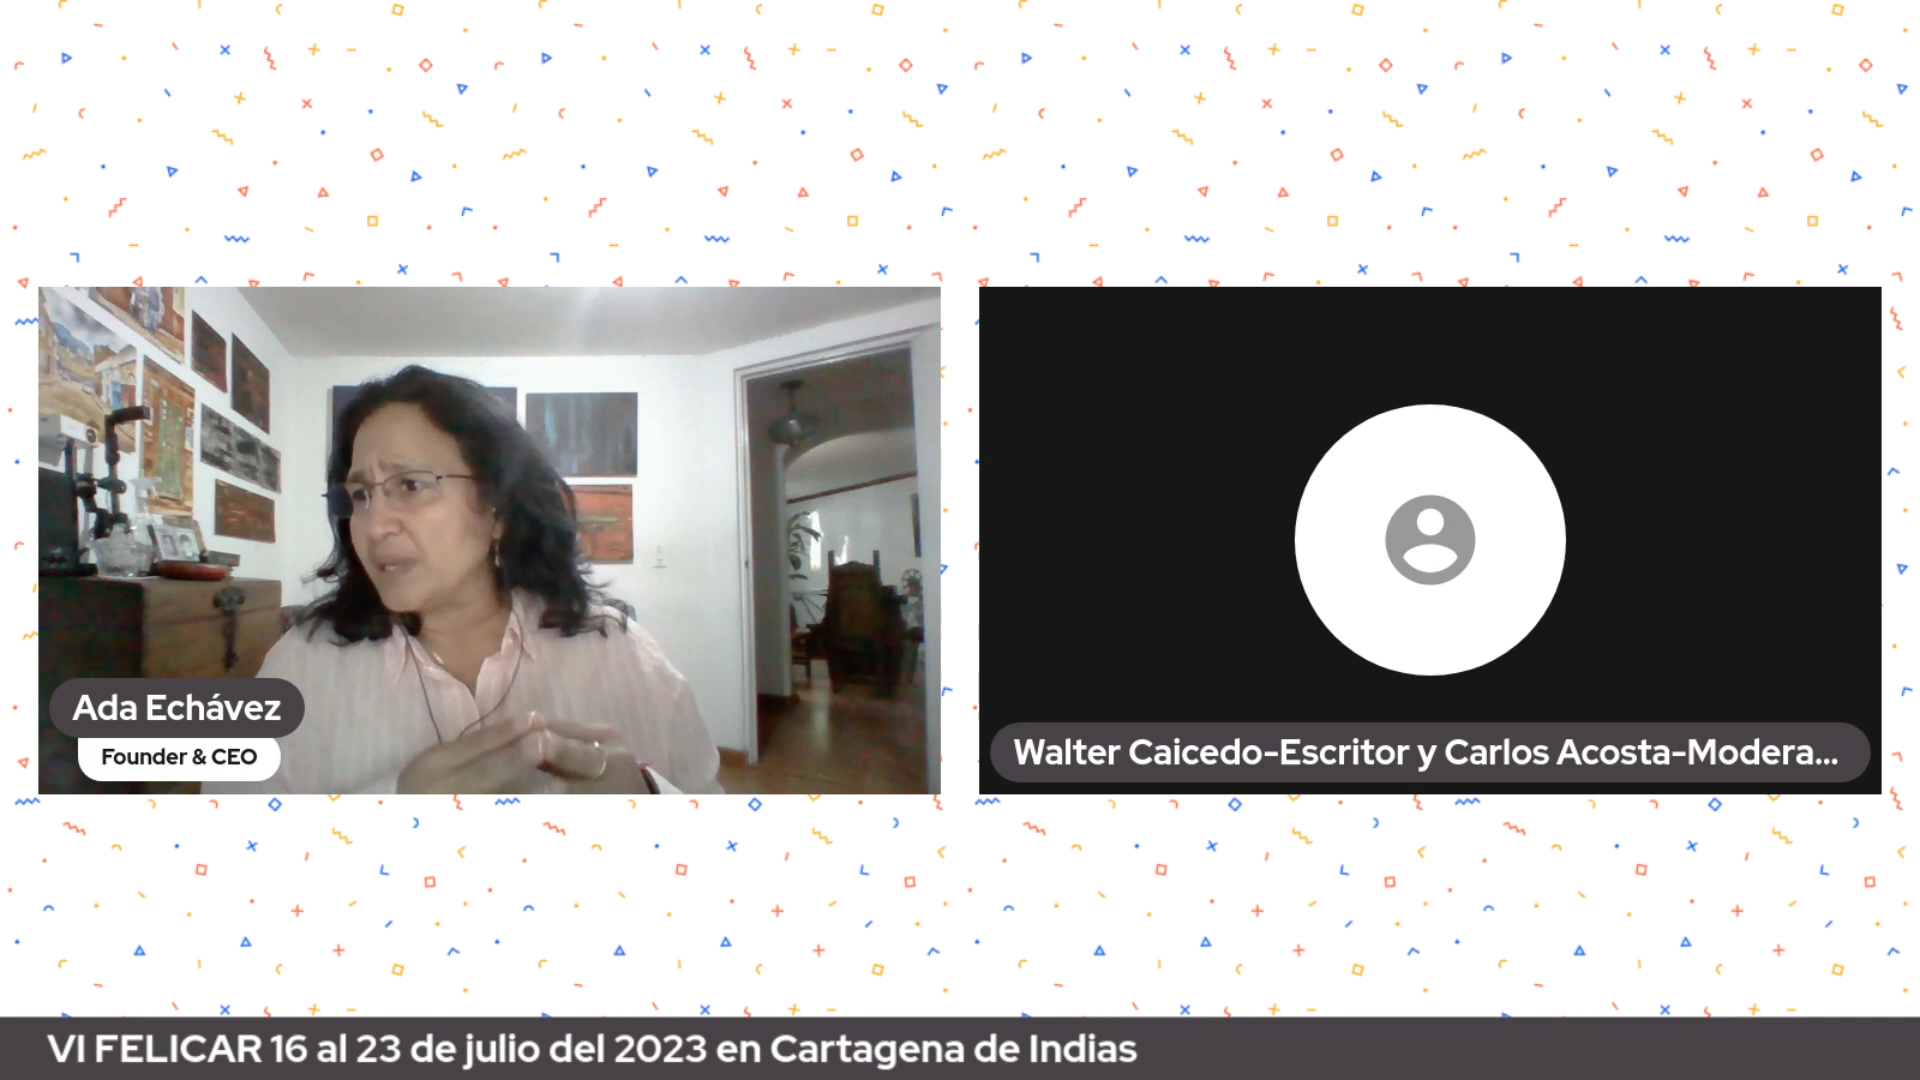 Ada Echávez
Founder & CEO
Walter Caicedo-Escritor y Carlos Acosta-Modera...
VI FELICAR 16 al 23 de julio del 2023 en Cartagena de Indias